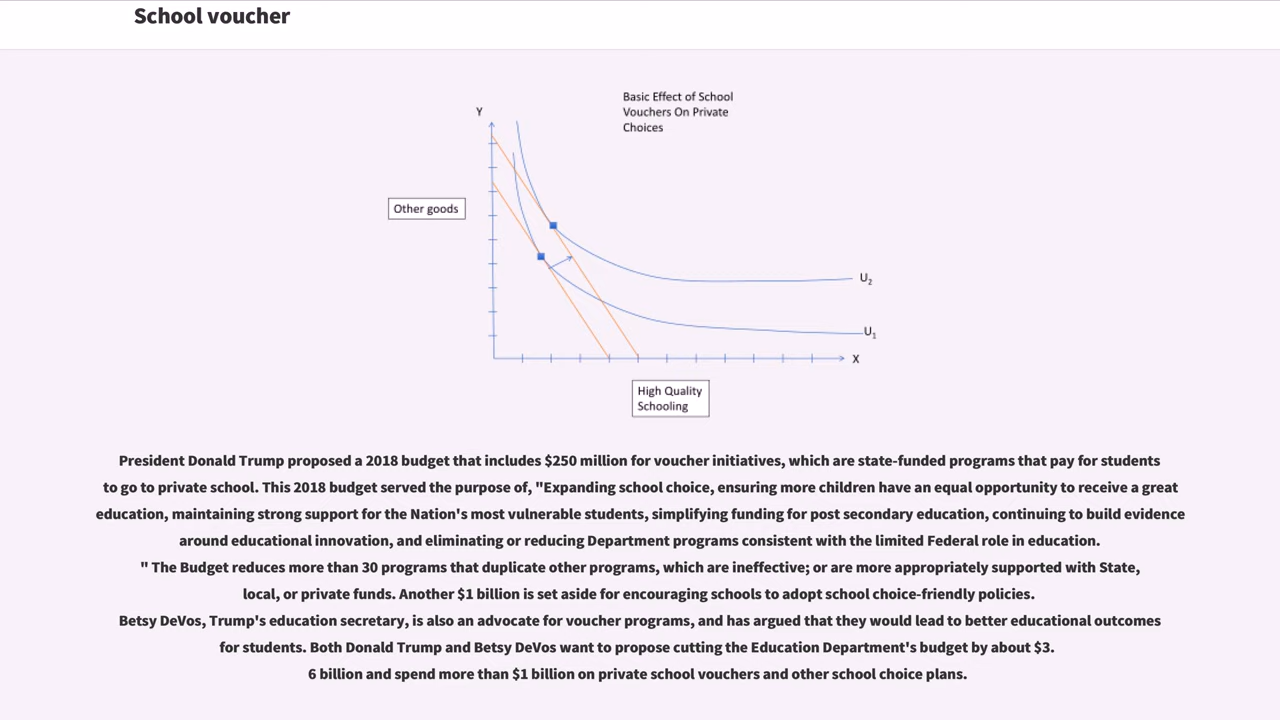 School voucher
Basic Effect of School
Vouchers On Private
Choices
Y
Other goods
U2
U1
X
High Quality
Schooling
President Donald Trump proposed a 2018 budget that includes $250 million for voucher initiatives, which are state-funded programs that pay for students
to go to private school. This 2018 budget served the purpose of, "Expanding school choice, ensuring more children have an equal opportunity to receive a great
education, maintaining strong support for the Nation's most vulnerable students, simplifying funding for post secondary education, continuing to build evidence
around educational innovation, and eliminating or reducing Department programs consistent with the limited Federal role in education.
" The Budget reduces more than 30 programs that duplicate other programs, which are ineffective; or are more appropriately supported with State,
local, or private funds. Another $1 billion is set aside for encouraging schools to adopt school choice-friendly policies.
Betsy DeVos, Trump's education secretary, is also an advocate for voucher programs, and has argued that they would lead to better educational outcomes
for students. Both Donald Trump and Betsy DeVos want to propose cutting the Education Department's budget by about $3.
6 billion and spend more than $1 billion on private school vouchers and other school choice plans.